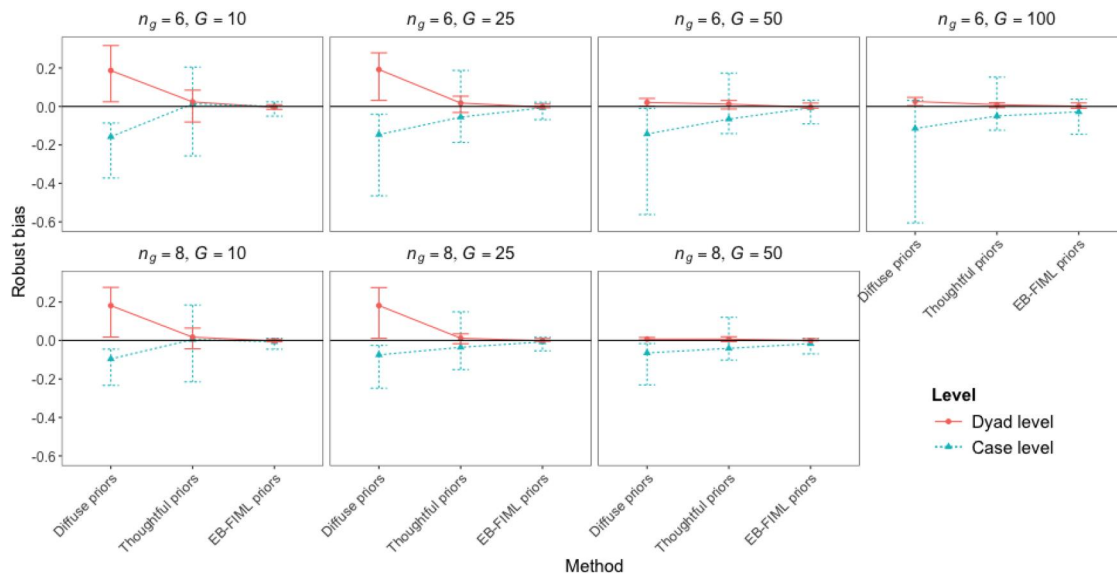 n_g = 6, G = 10
n_g = 6, G = 25
n_g = 6, G = 50
n_g = 6, G = 100
0.2
0.0
-0.2
-0.4
-0.6
n_g = 8, G = 10
n_g = 8, G = 25
n_g = 8, G = 50
0.2
0.0
-0.2
-0.4
-0.6
Robust bias
Diffuse priors
Thoughtful priors
EB-FIML priors
Diffuse priors
Thoughtful priors
EB-FIML priors
Diffuse priors
Thoughtful priors
EB-FIML priors
Diffuse priors
Thoughtful priors
EB-FIML priors
Method
Level
Dyad level
Case level